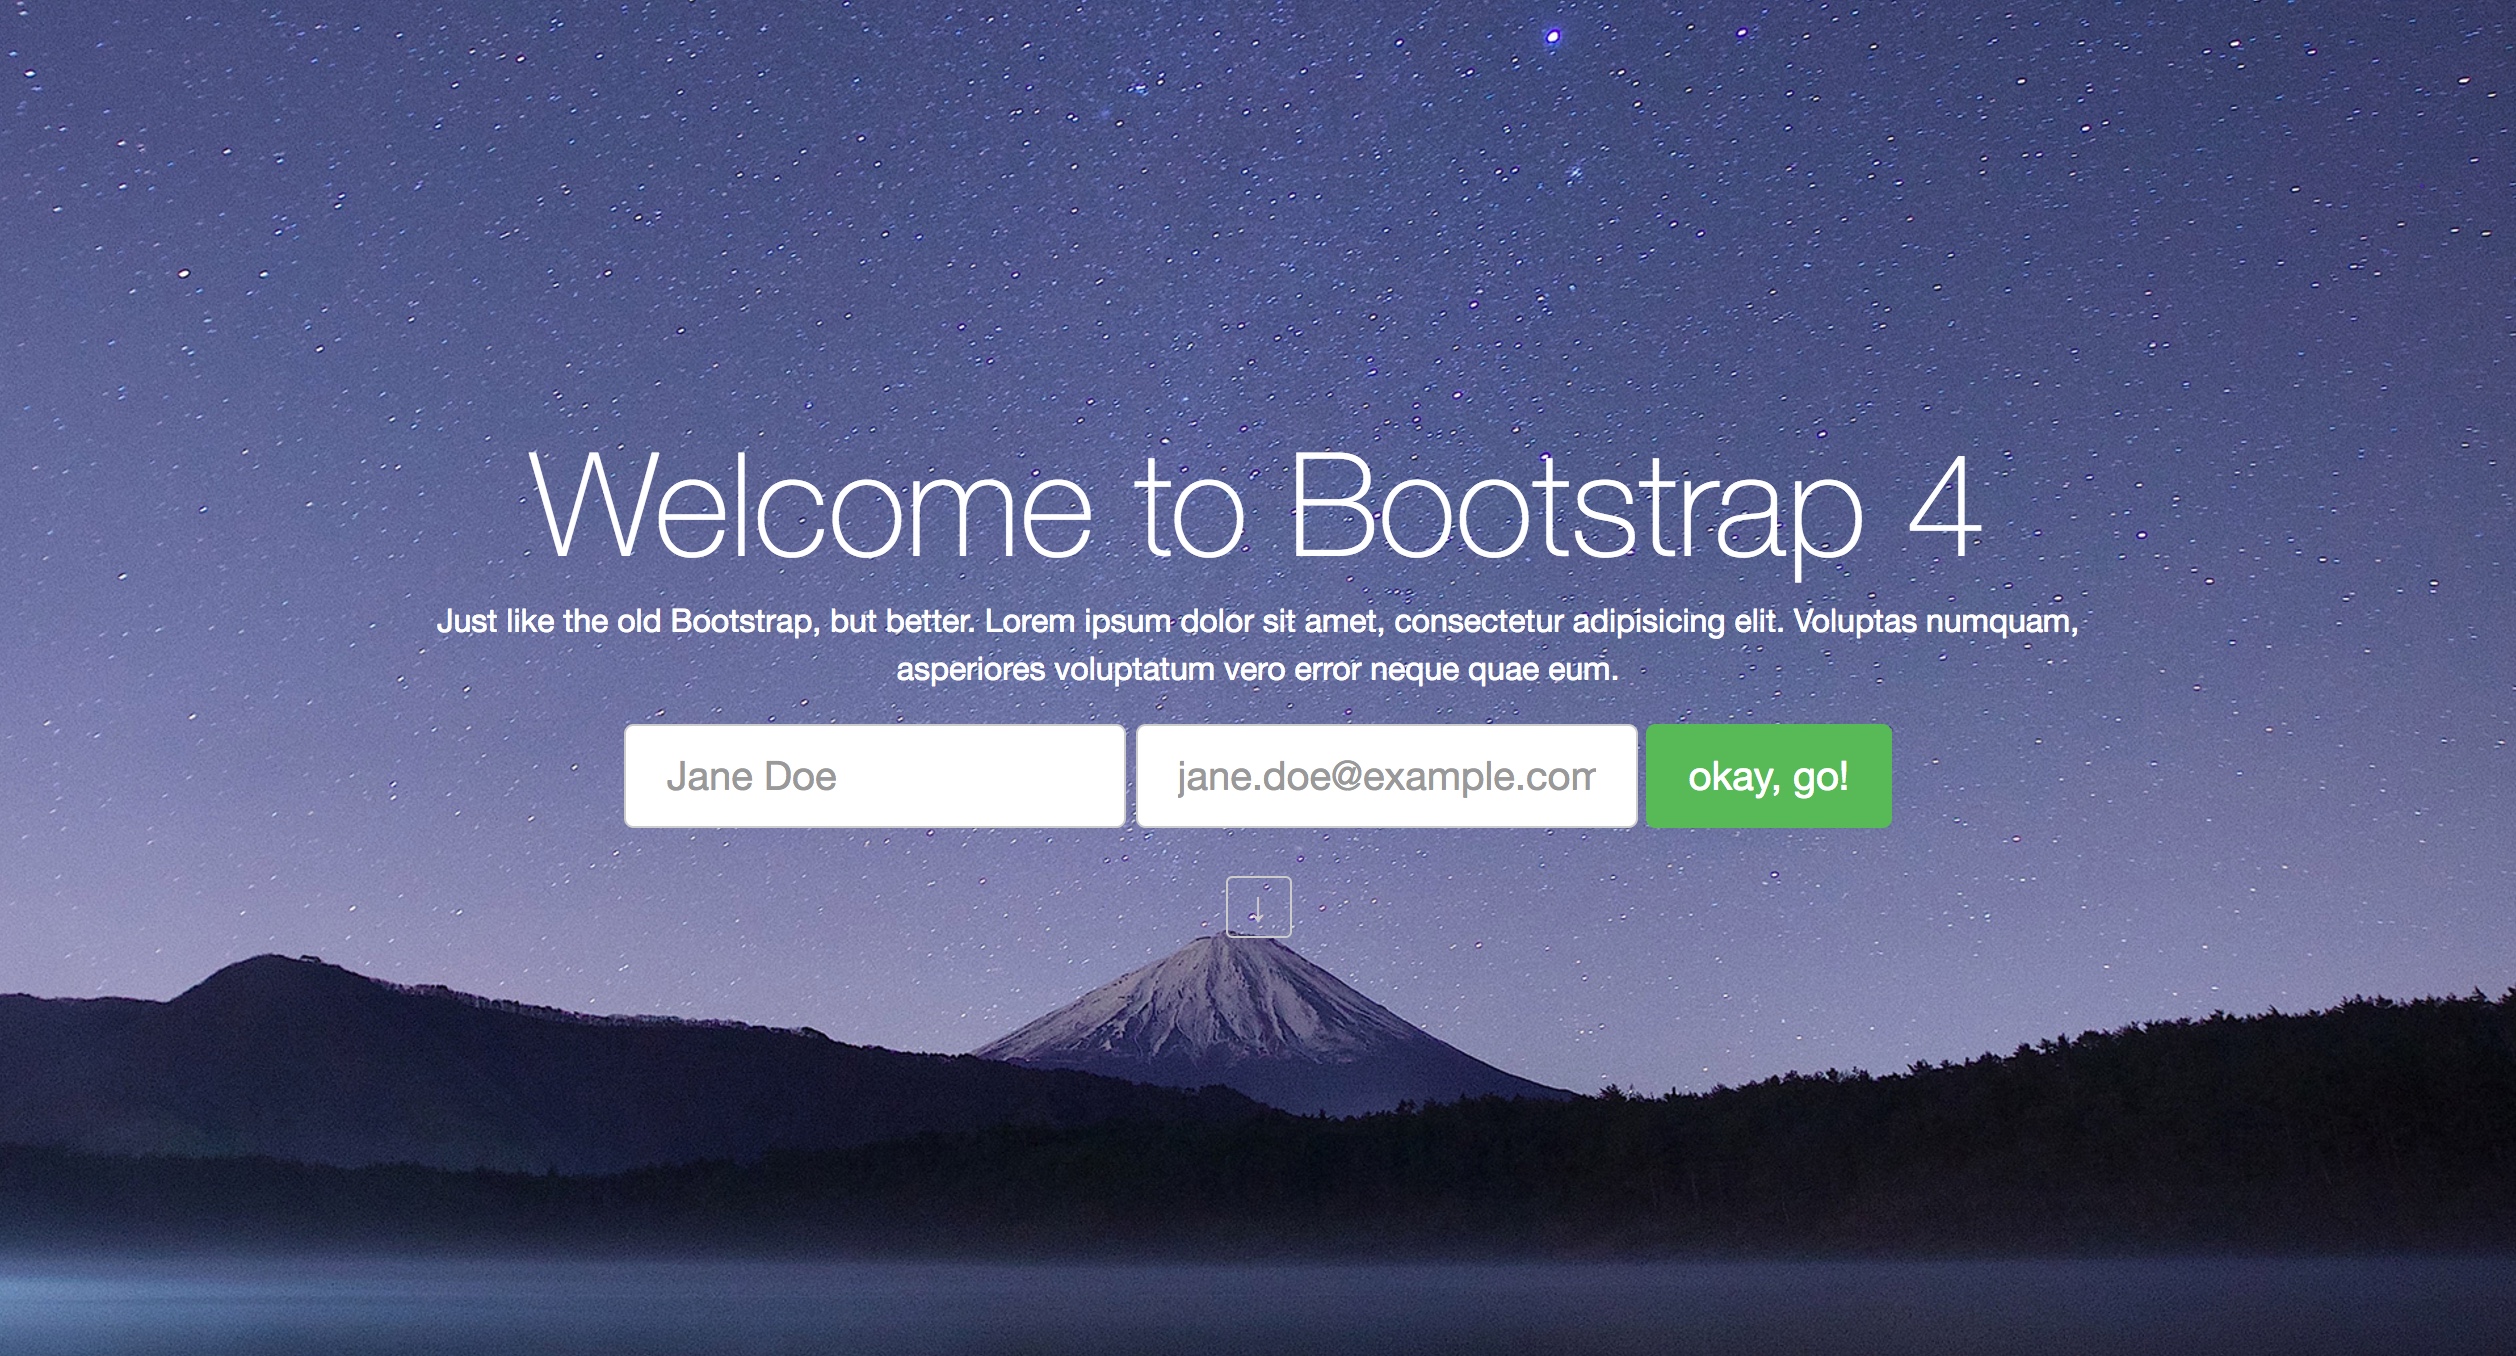 Welcome to Bootstrap 4
Just like the old Bootstrap, but better. Lorem ipsum dolor sit amet, consectetur adipisicing elit. Voluptas numquam,
asperiores voluptatum vero error neque quae eum.
Jane Doe jane.doe@example.com okay, go!
↓